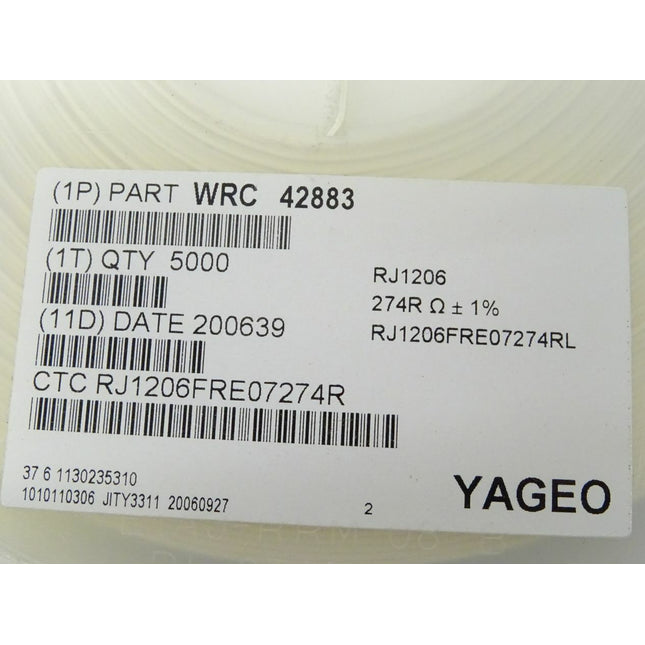 (1P) PART WRC 42883
(1T) QTY 5000
RJ1206
274R Ω ± 1%
(11D) DATE 200639
RJ1206FRE07274RL
CTC RJ1206FRE07274R
37 6 1130235310
1010110306 JITY3311 20060927
2
YAGEO